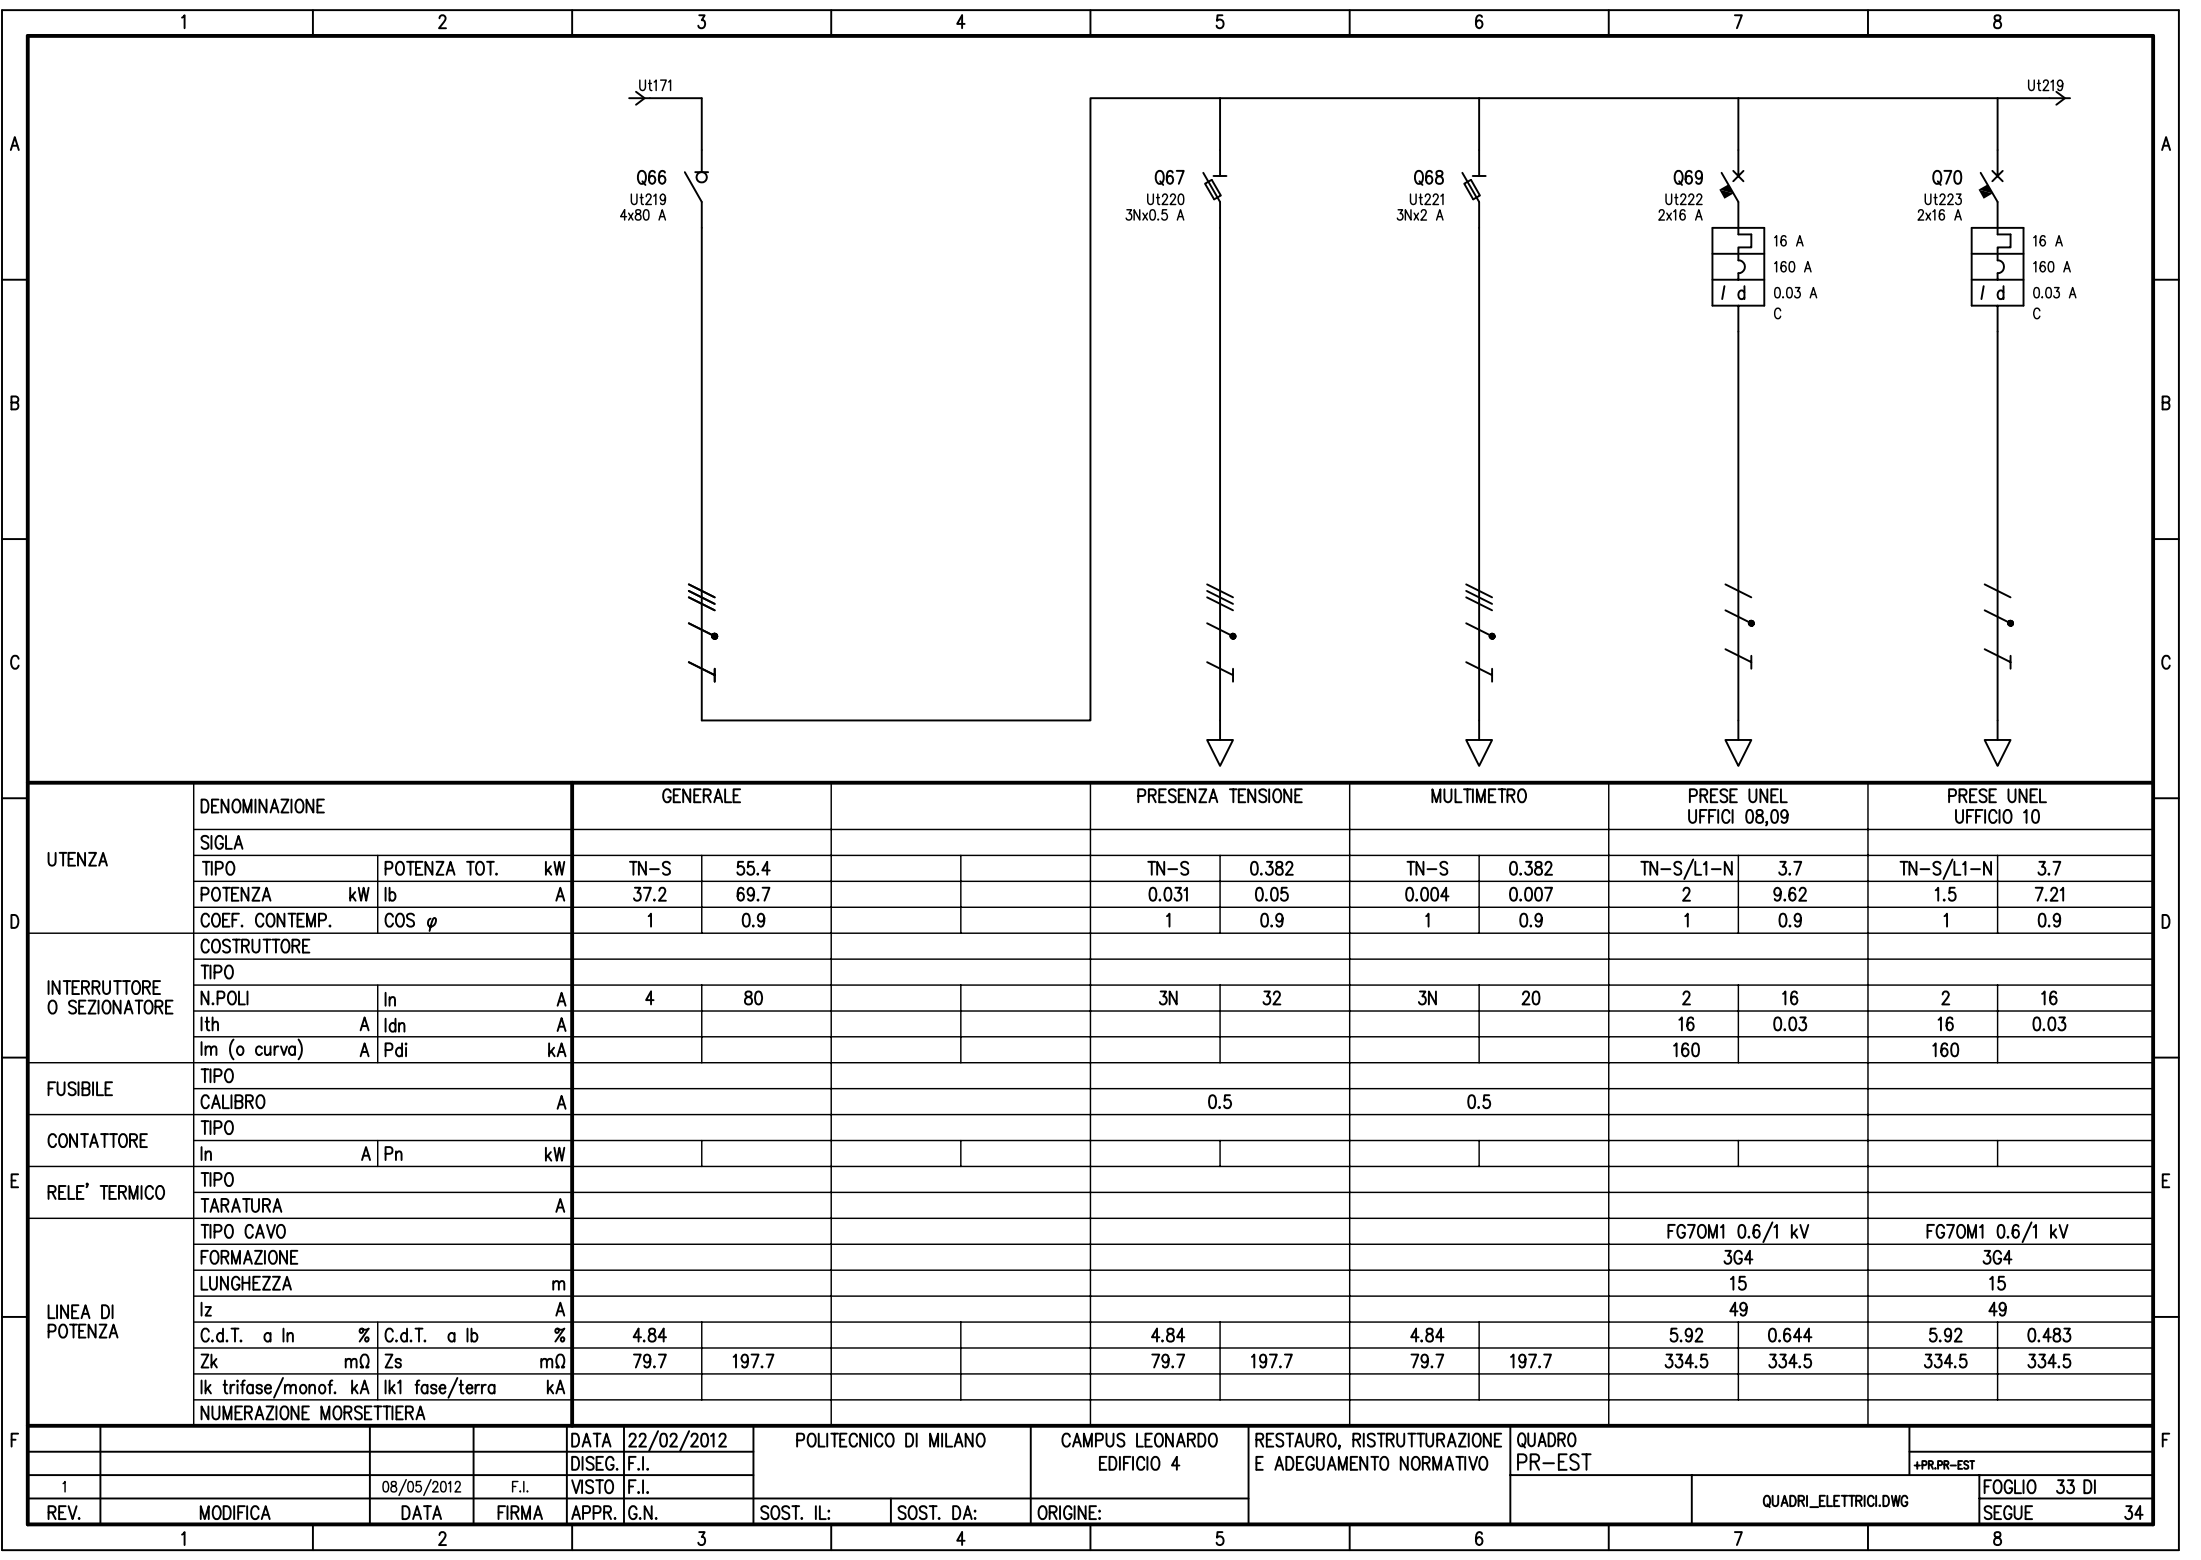 1 2 3 4 5 6 7 8
A A
B B
C C
D D
E E
F F
Ut171
Ut219
Q66
Ut219
4x80 A
Q67
Ut220
3Nx0.5 A
Q68
Ut221
3Nx2 A
Q69
Ut222
2x16 A
16 A
160 A
I d 0.03 A
C
Q70
Ut223
2x16 A
16 A
160 A
I d 0.03 A
C
UTENZA
DENOMINAZIONE GENERALE PRESENZA TENSIONE MULTIMETRO PRESE UNEL PRESE UNEL
UFFICI 08,09 UFFICIO 10
SIGLA
TIPO POTENZA TOT. kW TN-S 55.4 TN-S 0.382 TN-S 0.382 TN-S/L1-N 3.7 TN-S/L1-N 3.7
POTENZA kW Ib A 37.2 69.7 0.031 0.05 0.004 0.007 2 9.62 1.5 7.21
COEF. CONTEMP. COS φ 1 0.9 1 0.9 1 0.9 1 0.9 1 0.9
INTERRUTTORE
O SEZIONATORE
COSTRUTTORE
TIPO
N.POLI In A 4 80 3N 32 3N 20 2 16 2 16
Ith A Idn A 16 0.03 16 0.03
Im (o curva) A Pdi kA 160 160
FUSIBILE
TIPO
CALIBRO A 0.5 0.5
CONTATTORE
TIPO
In A Pn kW
RELE' TERMICO
TIPO
TARATURA A
LINEA DI
POTENZA
TIPO CAVO FG7OM1 0.6/1 kV FG7OM1 0.6/1 kV
FORMAZIONE 3G4 3G4
LUNGHEZZA m 15 15
Iz A 49 49
C.d.T. a In % C.d.T. a Ib % 4.84 4.84 4.84 5.92 0.644 5.92 0.483
Zk mΩ Zs mΩ 79.7 197.7 79.7 197.7 79.7 197.7 334.5 334.5 334.5 334.5
Ik trifase/monof. kA Ik1 fase/terra kA
NUMERAZIONE MORSETTIERA
1 08/05/2012 F.I.
REV. MODIFICA DATA FIRMA
DATA 22/02/2012
DISEG. F.I.
VISTO F.I.
APPR. G.N.
POLITECNICO DI MILANO
SOST. IL: SOST. DA:
CAMPUS LEONARDO
EDIFICIO 4
ORIGINE:
RESTAURO, RISTRUTTURAZIONE
E ADEGUAMENTO NORMATIVO
QUADRO
PR-EST
+PR.PR-EST
QUADRI_ELETTRICI.DWG
FOGLIO 33 DI
SEGUE 34
1 2 3 4 5 6 7 8